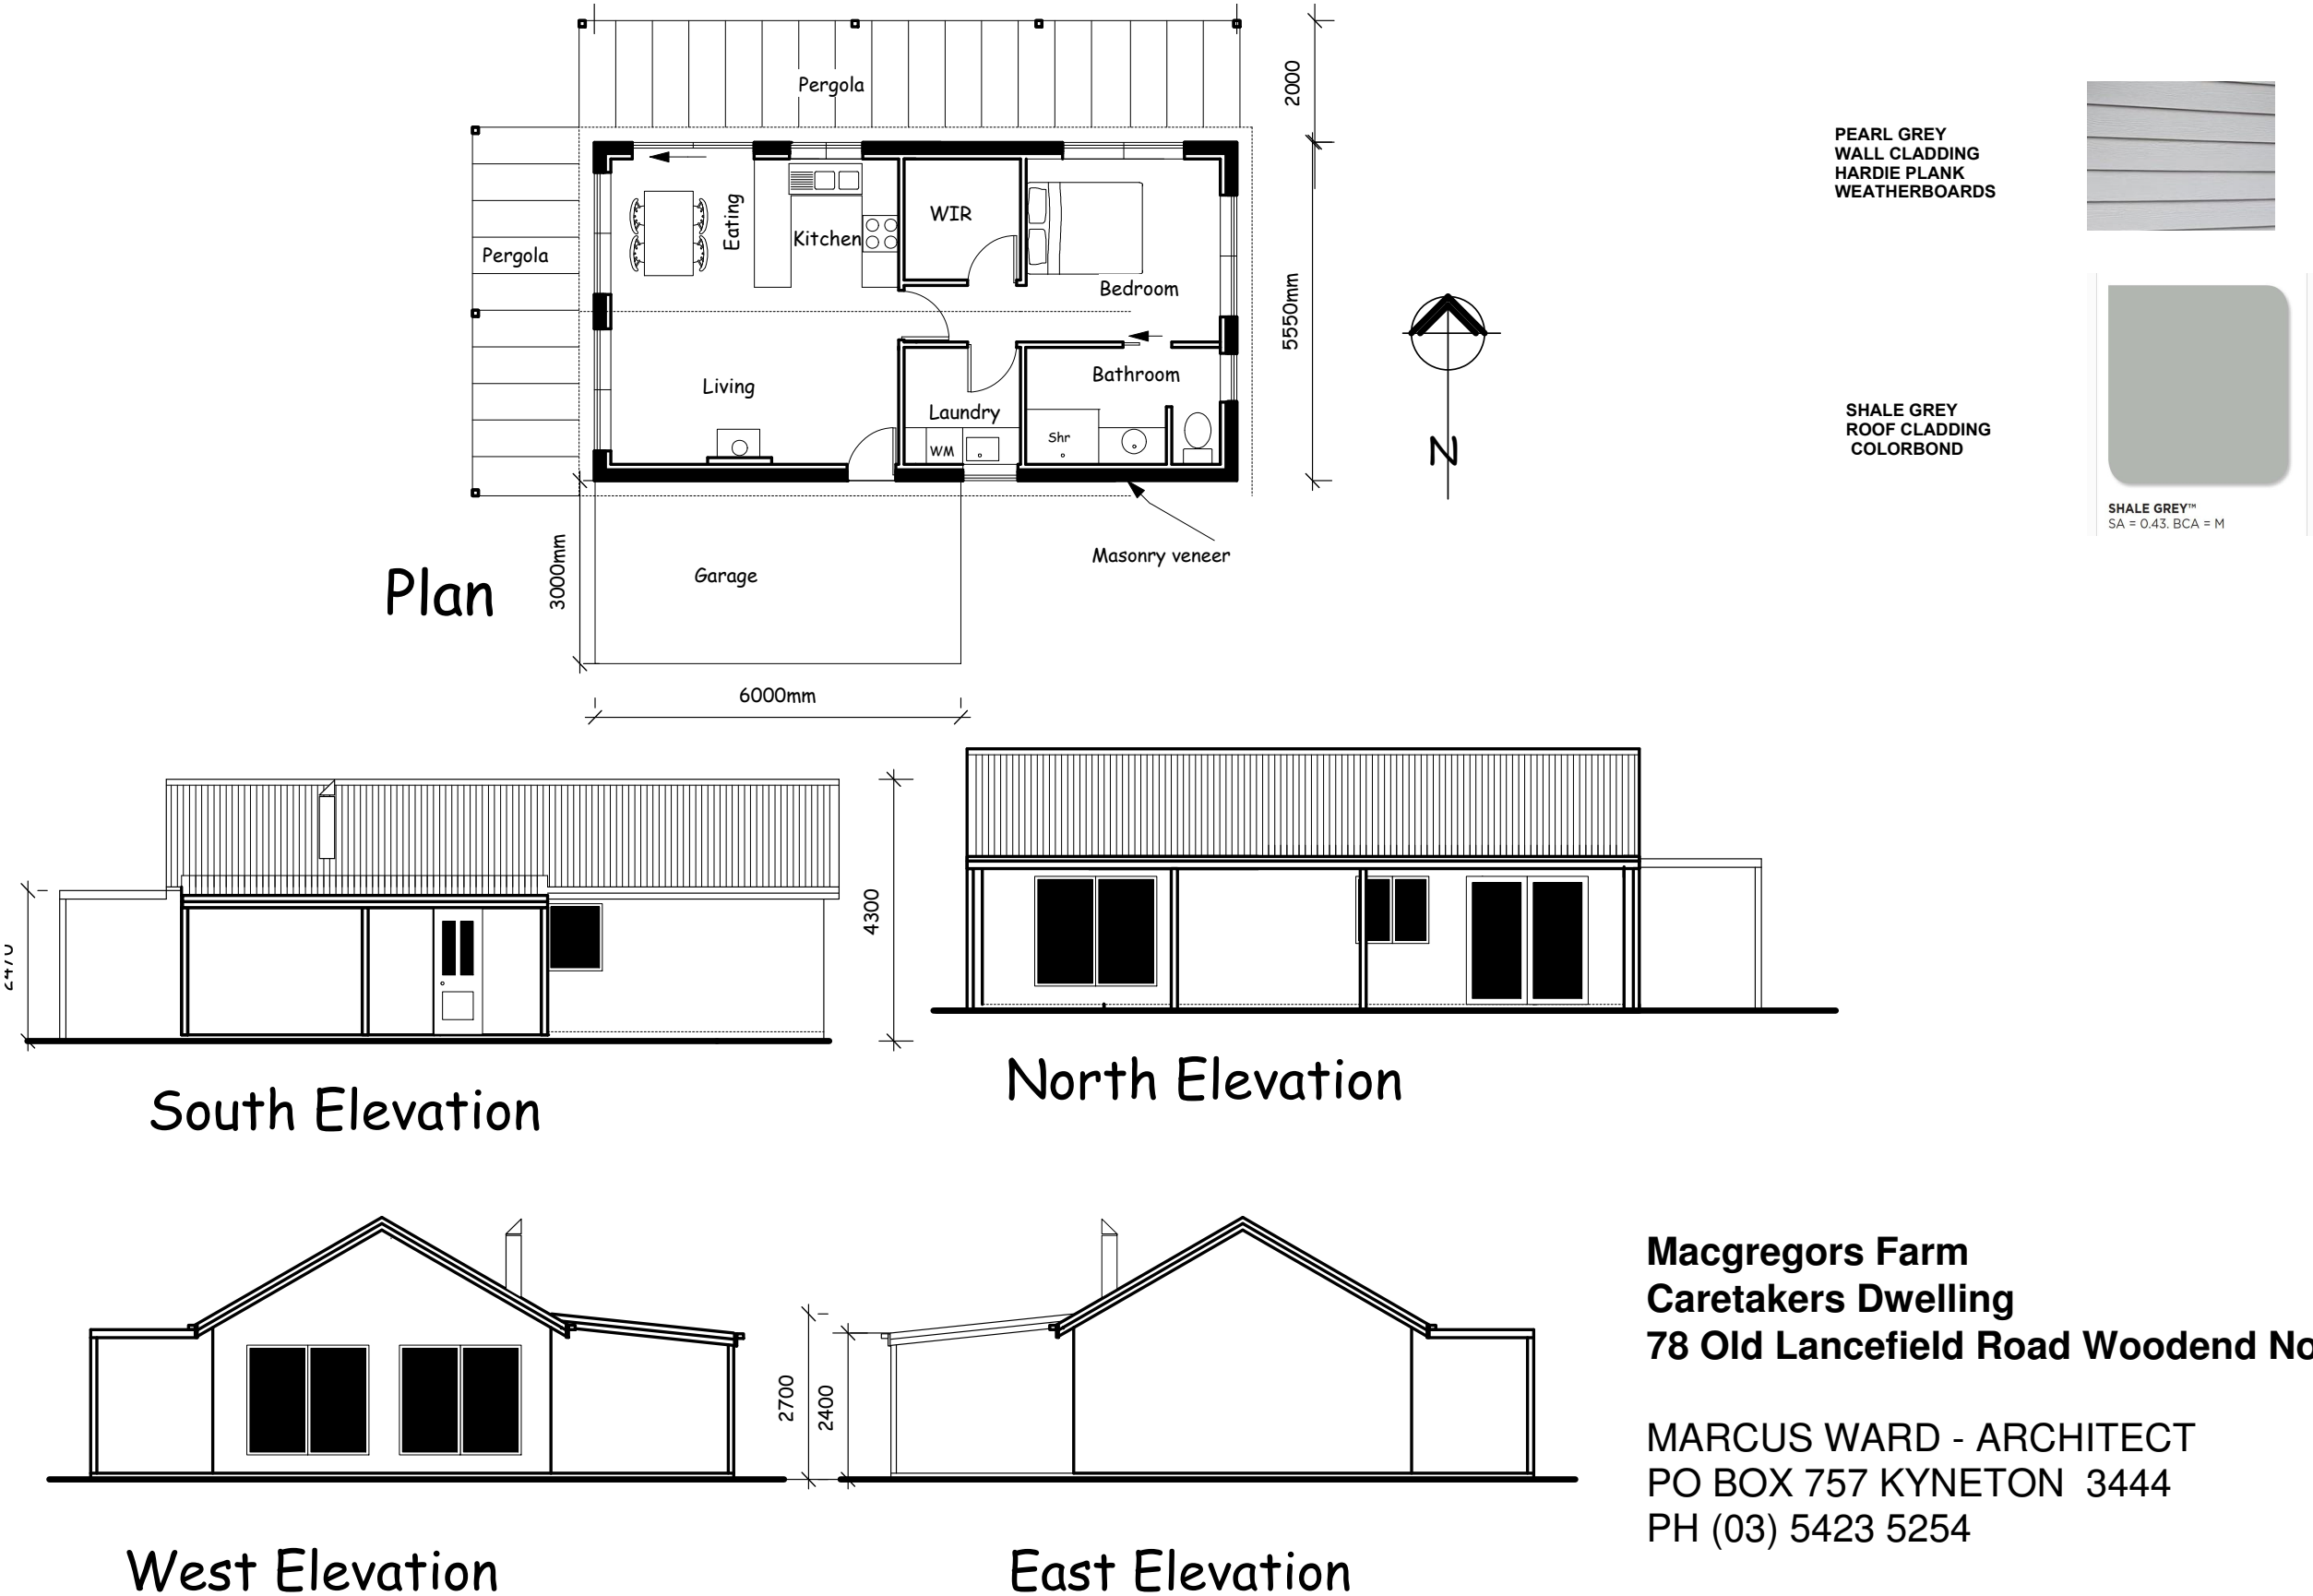 Pergola
2000
Pergola
Eating
Kitchen
WIR
Bedroom
5550mm
Living
Laundry
WM
Bathroom
Shr
N
Masonry veneer
Garage
3000mm
6000mm
Plan
PEARL GREY
WALL CLADDING
HARDIE PLANK
WEATHERBOARDS
SHALE GREY
ROOF CLADDING
COLORBOND
SHALE GREY™
SA = 0.43. BCA = M
4300
South Elevation
North Elevation
2700
2400
West Elevation
East Elevation
Macgregors Farm
Caretakers Dwelling
78 Old Lancefield Road Woodend No
MARCUS WARD - ARCHITECT
PO BOX 757 KYNETON 3444
PH (03) 5423 5254